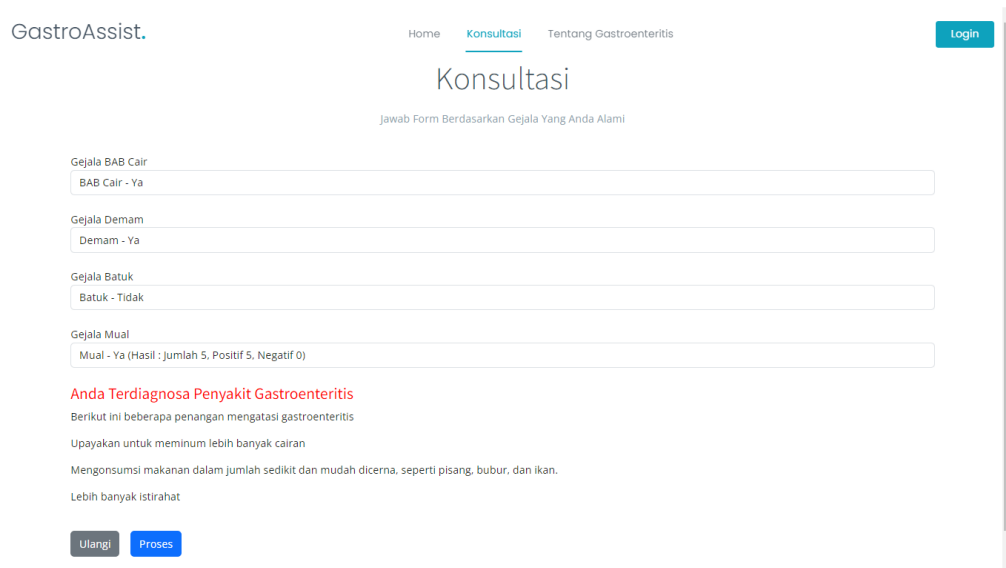 GastroAssist.
Home Konsultasi Tentang Gastroenteritis
Login
Konsultasi
Jawab Form Berdasarkan Gejala Yang Anda Alami
Gejala BAB Cair
BAB Cair - Ya
Gejala Demam
Demam - Ya
Gejala Batuk
Batuk - Tidak
Gejala Mual
Mual - Ya (Hasil : Jumlah 5, Positif 5, Negatif 0)
Anda Terdiagnosa Penyakit Gastroenteritis
Berikut ini beberapa penangan mengatasi gastroenteritis
Upayakan untuk meminum lebih banyak cairan
Mengonsumsi makanan dalam jumlah sedikit dan mudah dicerna, seperti pisang, bubur, dan ikan.
Lebih banyak istirahat
Ulangi Proses